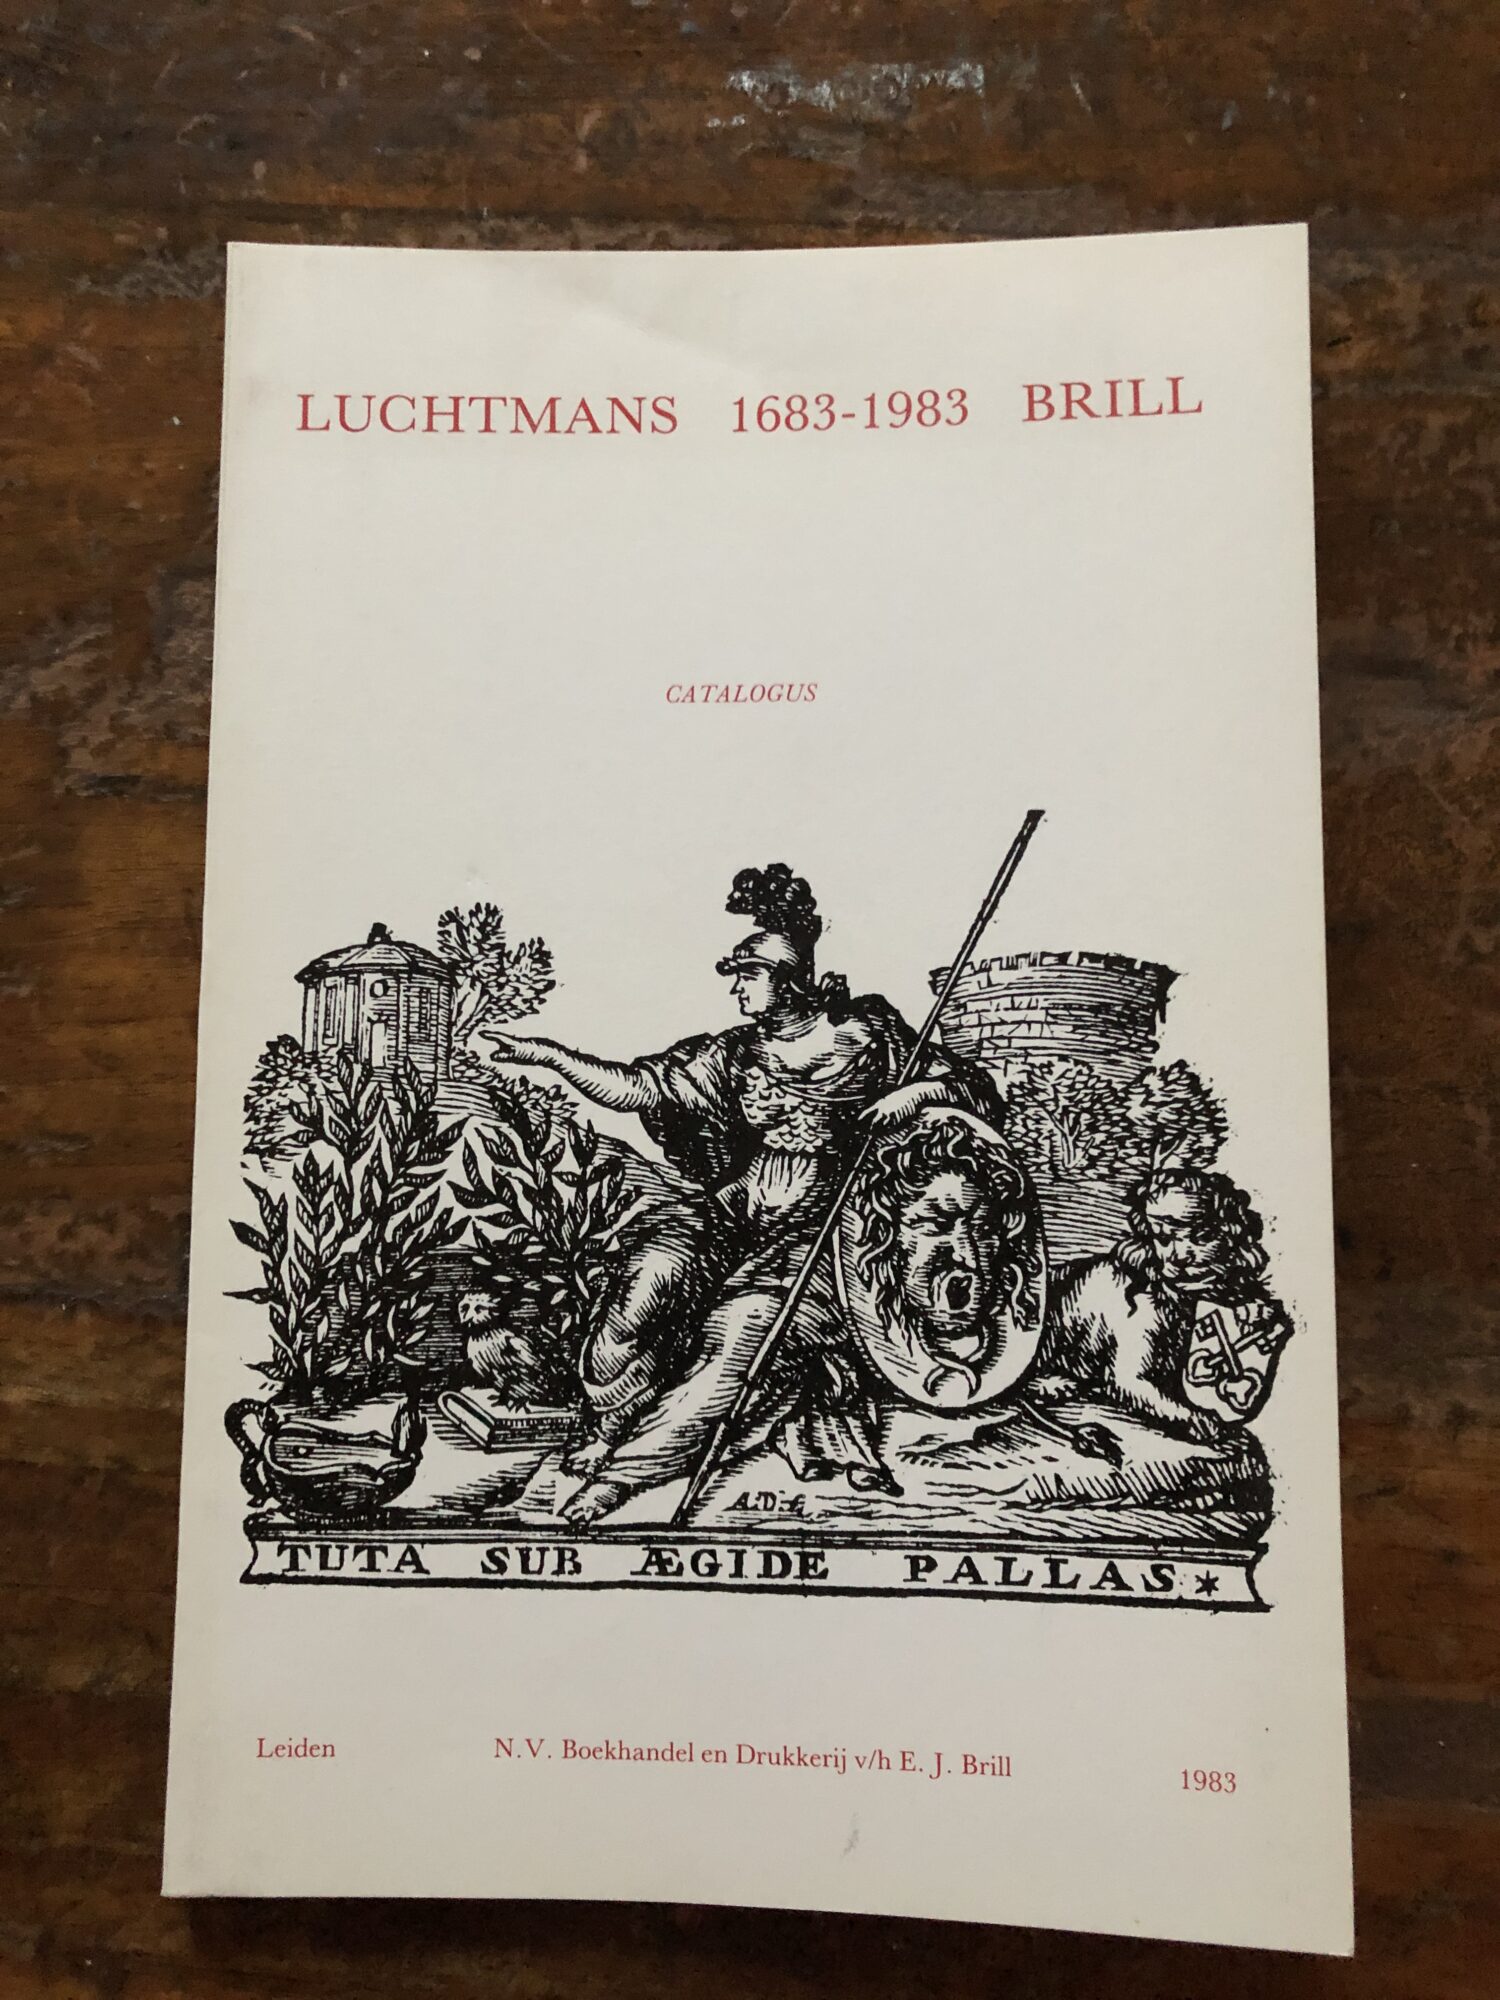 LUCHTMANS 1683-1983 BRILL
CATALOGUS
A.D.f.
TUTA SUB ÆGIDE PALLAS*
Leiden N.V. Boekhandel en Drukkerij v/h E. J. Brill 1983